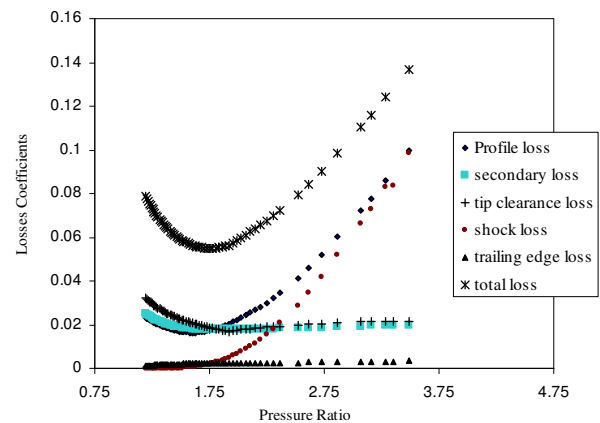 0.16
0.14
0.12
0.1
0.08
0.06
0.04
0.02
0
Losses Coefficients
0.75
1.75
2.75
3.75
4.75
Pressure Ratio
Profile loss
secondary loss
tip clearance loss
shock loss
trailing edge loss
total loss